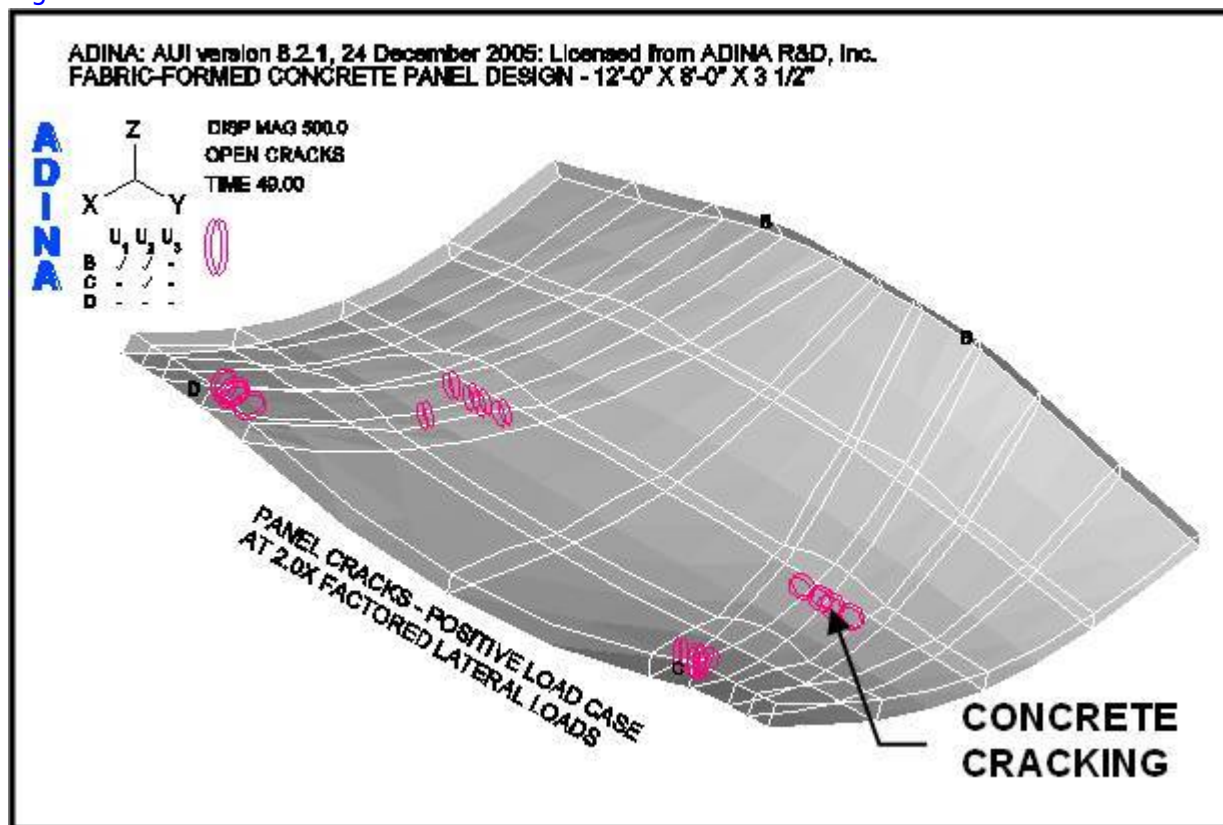 ADINA: AUI version 8.2.1, 24 December 2005: Licensed from ADINA R&D, Inc.
FABRIC-FORMED CONCRETE PANEL DESIGN - 12'-0" X 8'-0" X 3 1/2"
ADINA
Z
X Y
DISP MAG 500.0
OPEN CRACKS
TIME 49.00
U1 U2 U3
B / / -
C - / -
D - - -
B
B
D
C
PANEL CRACKS - POSITIVE LOAD CASE
AT 2.0X FACTORED LATERAL LOADS
CONCRETE
CRACKING